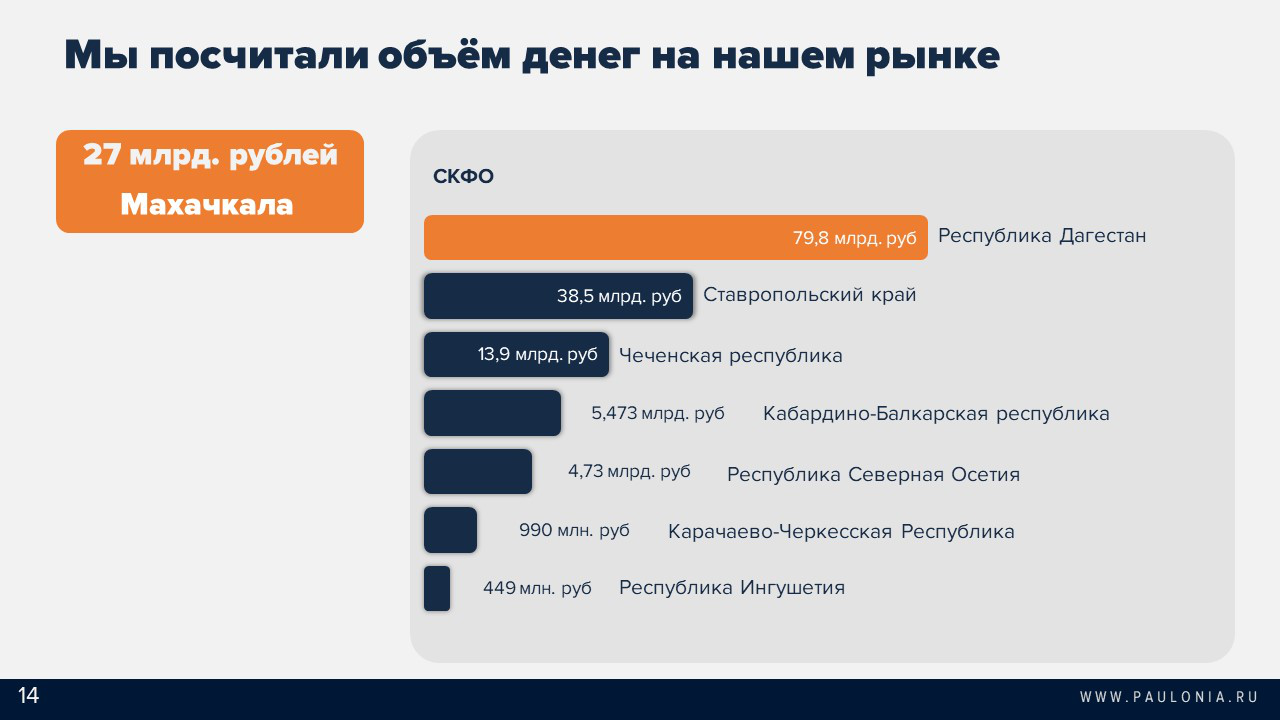 Мы посчитали объём денег на нашем рынке
27 млрд. рублей
Махачкала
СКФО
79,8 млрд. руб Республика Дагестан
38,5 млрд. руб Ставропольский край
13,9 млрд. руб Чеченская республика
5,473 млрд. руб Кабардино-Балкарская республика
4,73 млрд. руб Республика Северная Осетия
990 млн. руб Карачаево-Черкесская Республика
449 млн. руб Республика Ингушетия
14
WWW.PAULONIA.RU